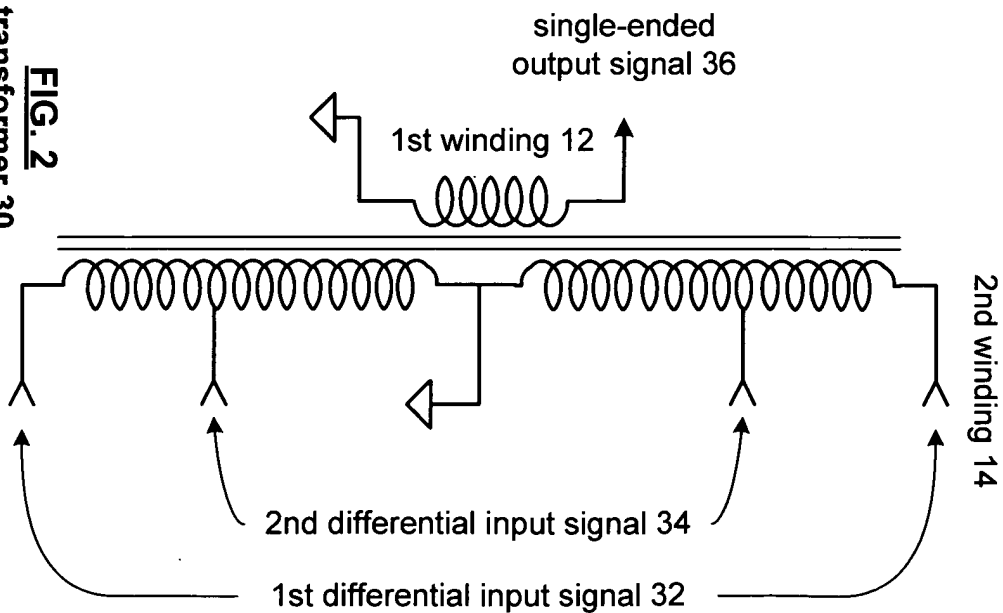 single-ended
output signal 36
1st winding 12
FIG. 2
transformer 30
2nd winding 14
2nd differential input signal 34
1st differential input signal 32